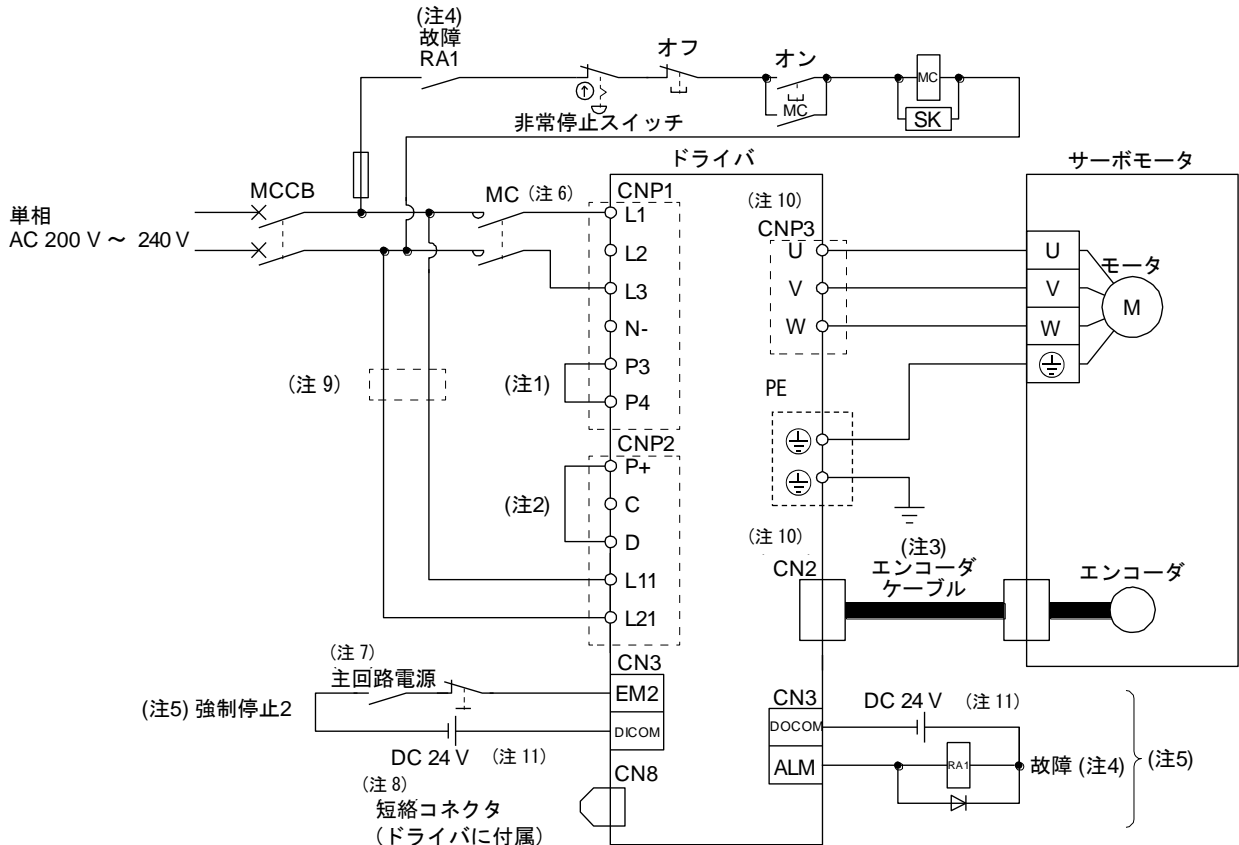 (注4)
故障
RA1
オフ
オン
MC
SK
MC
非常停止スイッチ
ドライバ
サーボモータ
MCCB
MC (注 6)
CNP1
(注 10)
CNP3
単相
AC 200 V ～ 240 V
L1
L2
L3
N-
P3
P4
(注 9)
(注1)
U
V
W
U
V
W
モータ
M
PE
CNP2
P+
C
D
L11
L21
(注2)
(注 10)
CN2
(注3)
エンコーダ
ケーブル
エンコーダ
(注 7)
主回路電源
(注5) 強制停止2
CN3
EM2
DICOM
DC 24 V (注 11)
CN3
DOCOM
ALM
DC 24 V (注 11)
RA1
故障 (注4)
(注5)
(注 8)
短絡コネクタ
(ドライバに付属)
CN8